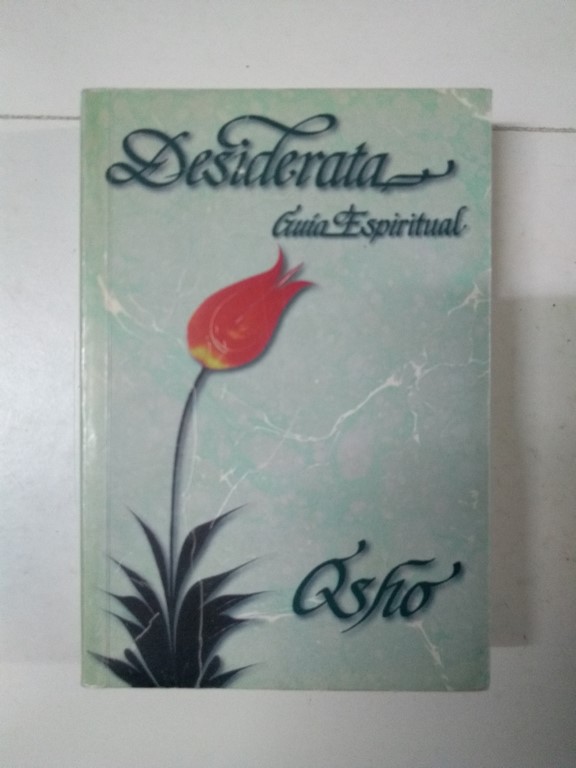 Desiderata
Guía Espiritual
Osho